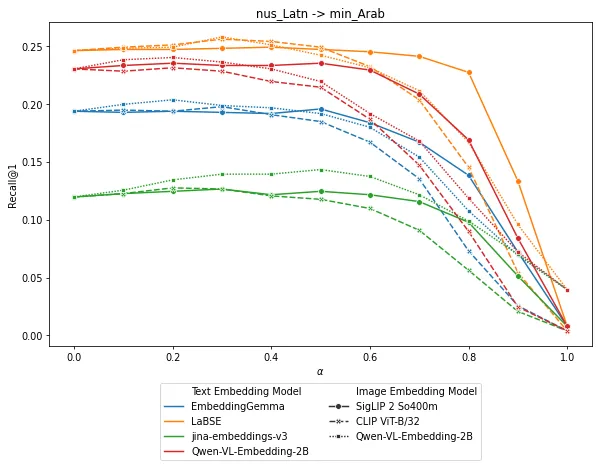 nus_Latn -> min_Arab
Recall@1
0.25
0.20
0.15
0.10
0.05
0.00
0.0 0.2 0.4 0.6 0.8 1.0
α
Text Embedding Model Image Embedding Model
EmbeddingGemma SigLIP 2 So400m
LaBSE CLIP ViT-B/32
jina-embeddings-v3 Qwen-VL-Embedding-2B
Qwen-VL-Embedding-2B